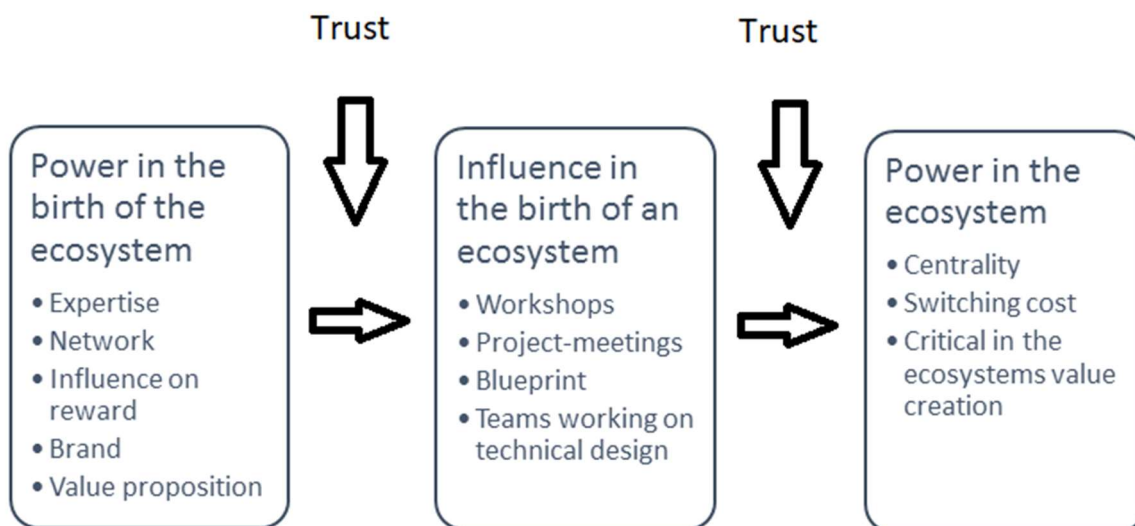 Trust
Trust
Power in the
birth of the
ecosystem
• Expertise
• Network
• Influence on
reward
• Brand
• Value proposition
Influence in
the birth of an
ecosystem
• Workshops
• Project-meetings
• Blueprint
• Teams working on
technical design
Power in the
ecosystem
• Centrality
• Switching cost
• Critical in the
ecosystems value
creation